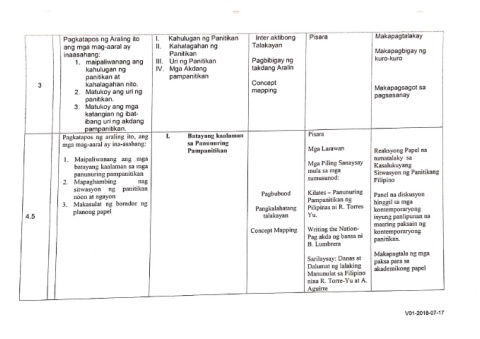 3
Pagkatapos ng Araling ito
ang mga mag-aaral ay
inaasahang:
1. maipaliwanang ang
kahulugan ng
panitikan at
kahalagahan nito.
2. Matukoy ang uri ng
panitikan.
3. Matukoy ang mga
katangian ng ibat-
ibang uri ng akdang
pampanitikan.
I. Kahulugan ng Panitikan
II. Kahalagahan ng
Panitikan
III. Uri ng Panitikan
IV. Mga Akdang
pampanitikan
Inter aktibong
Talakayan
Pagbibigay ng
takdang Aralin
Concept
mapping
Pisara
Makapagtalakay
Makapagbigay ng
kuro-kuro
Makapagsagot sa
pagsasanay
4.5
Pagkatapos ng araling ito, ang
mga mag-aaral ay ina-asahang:
1. Maipaliwanang ang mga
batayang kaalaman sa mga
panunuring pampanitikan
2. Mapaghambing ang
sitwasyon ng panitikan
noon at ngayon
3. Makasulat ng borador ng
planong papel
I. Batayang kaalaman
sa Panunuring
Pampanitikan
Pagbubuod
Pangkalahatang
talakayan
Concept Mapping
Pisara
Mga Larawan
Mga Piling Sanaysay
mula sa mga
sumusunod:
Kilates – Panunuring
Pampanitikan ng
Pilipinas ni R. Torres
Yu.
Writing the Nation-
Pag akda ng bansa ni
B. Lumbrera
Sarilaysay: Danas at
Dalumat ng lalaking
Manunulat sa Filipino
nina R. Torre-Yu at A.
Aguirre
Reaksyong Papel na
tumatalakay sa
Kasalukuyang
Sitwasyon ng Panitikang
Filipino
Panel na diskusyon
hinggil sa mga
kontemporaryong
isyung panlipunan na
maaring paksain ng
kontemporaryong
panitikan.
Makapagtala ng mga
paksa para sa
akademikong papel
V01-2018-07-17